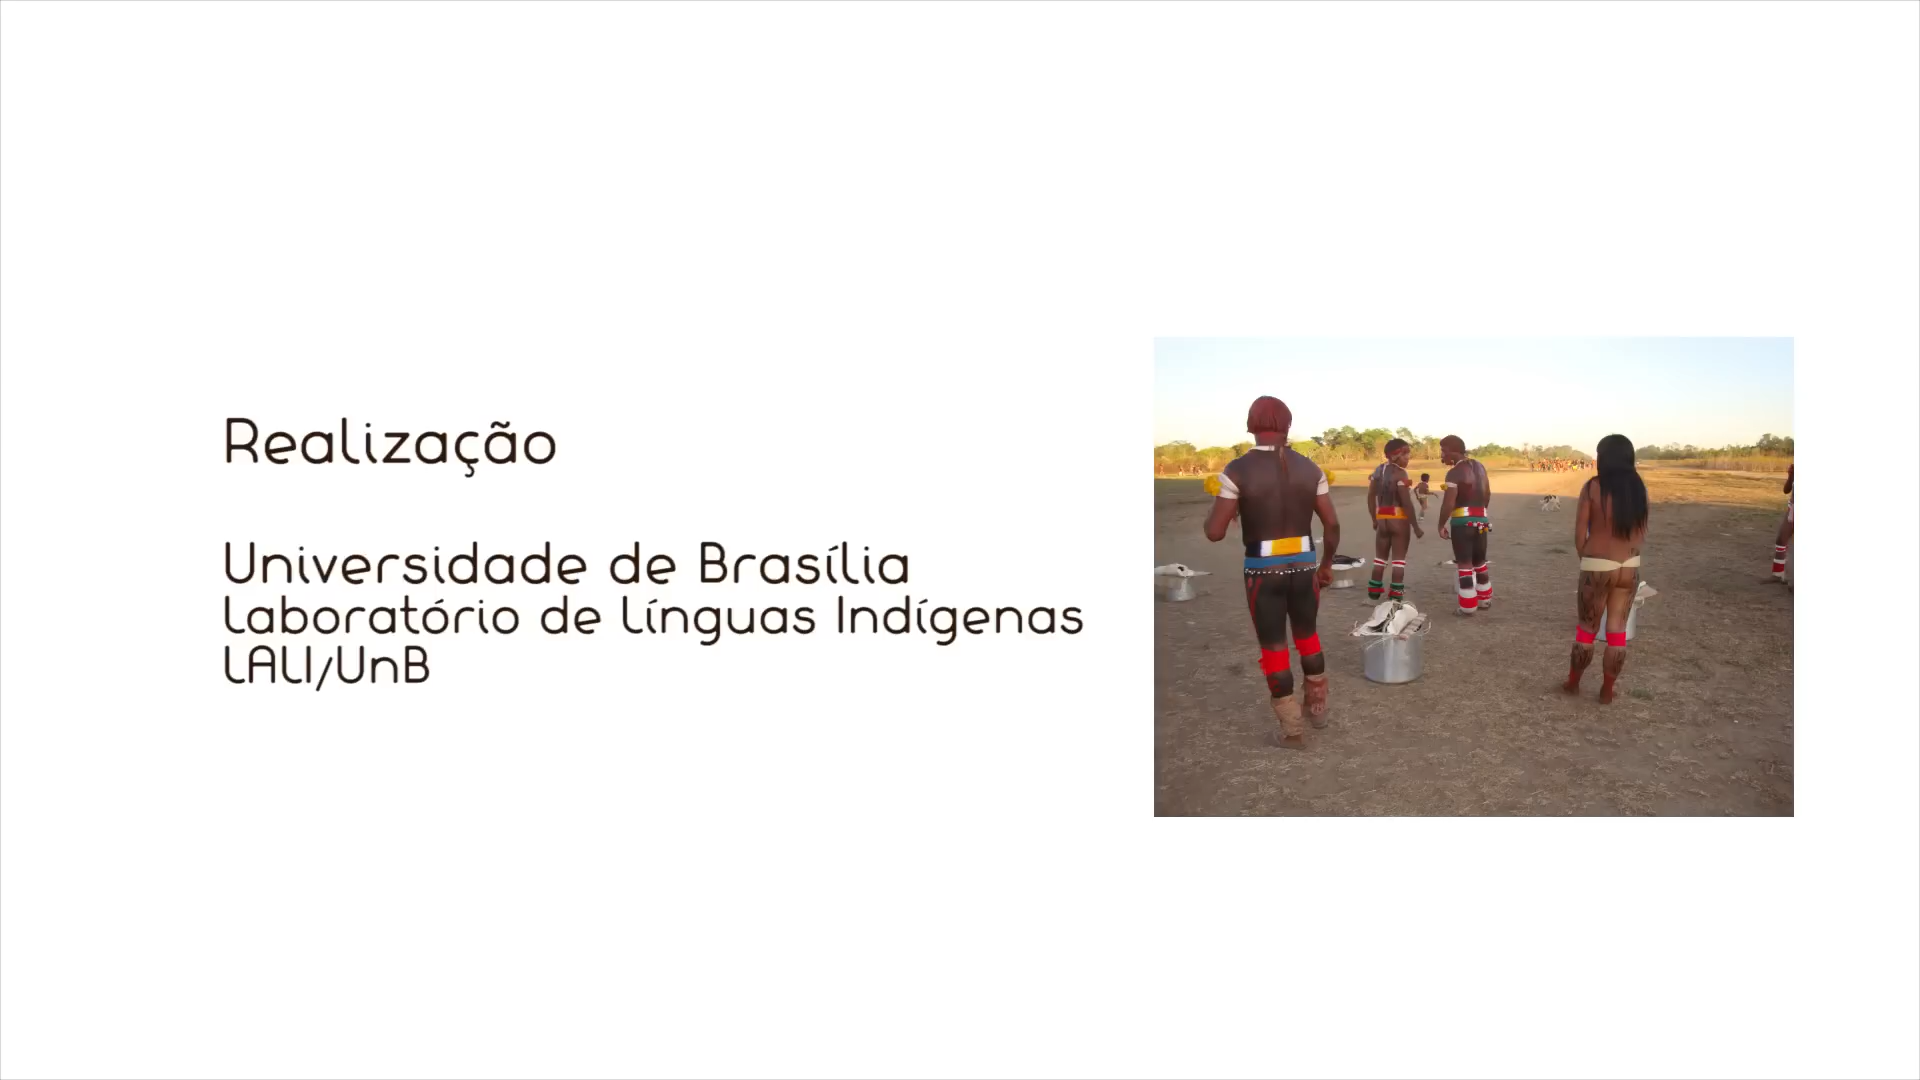 Realização
Universidade de Brasília
Laboratório de Línguas Indígenas
LALI/UnB